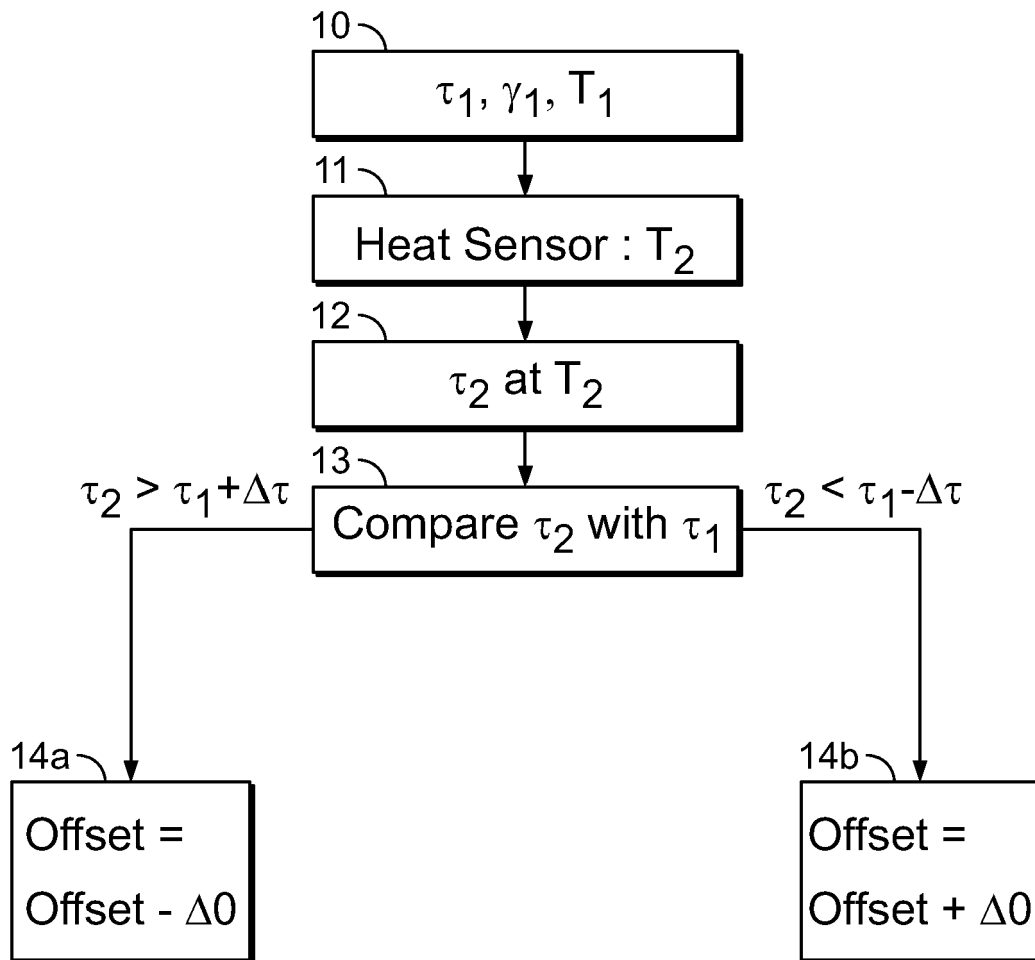 10
τ₁, γ₁, T₁
11
Heat Sensor : T₂
12
τ₂ at T₂
13
τ₂ > τ₁+Δτ
Compare τ₂ with τ₁
τ₂ < τ₁-Δτ
14a
Offset =
Offset - Δ0
14b
Offset =
Offset + Δ0